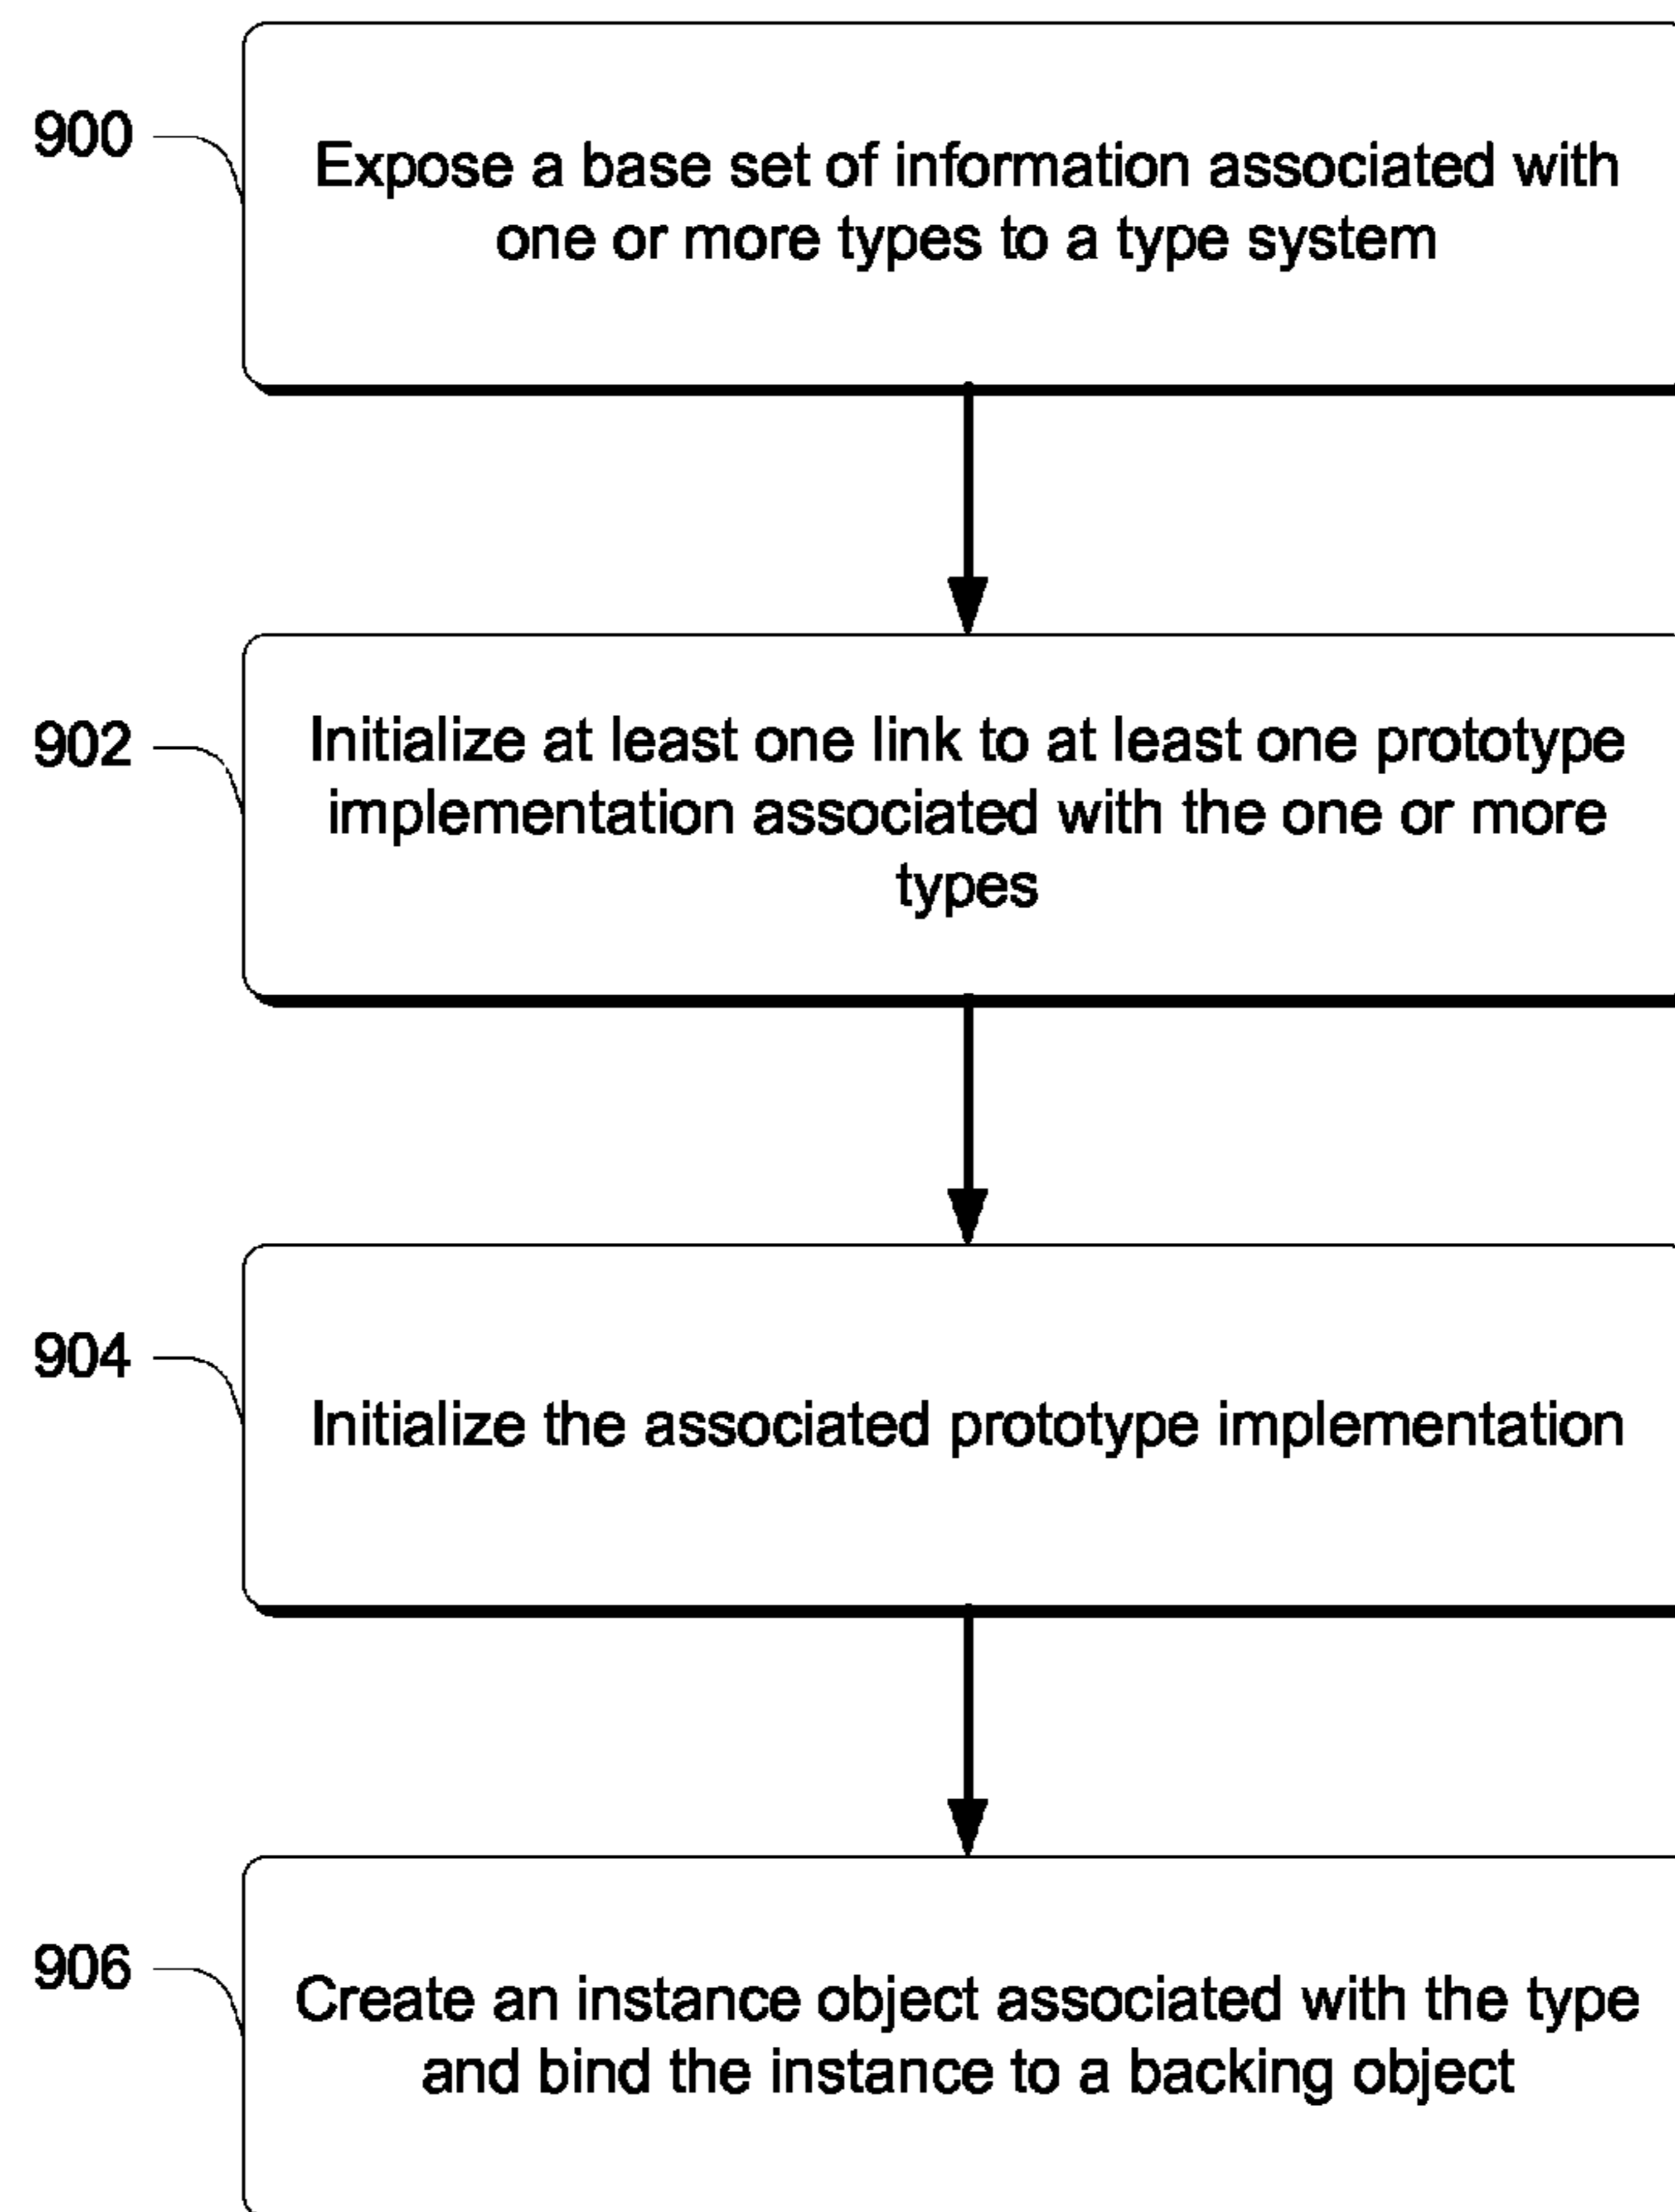 900
Expose a base set of information associated with
one or more types to a type system
902
Initialize at least one link to at least one prototype
implementation associated with the one or more
types
904
Initialize the associated prototype implementation
906
Create an instance object associated with the type
and bind the instance to a backing object